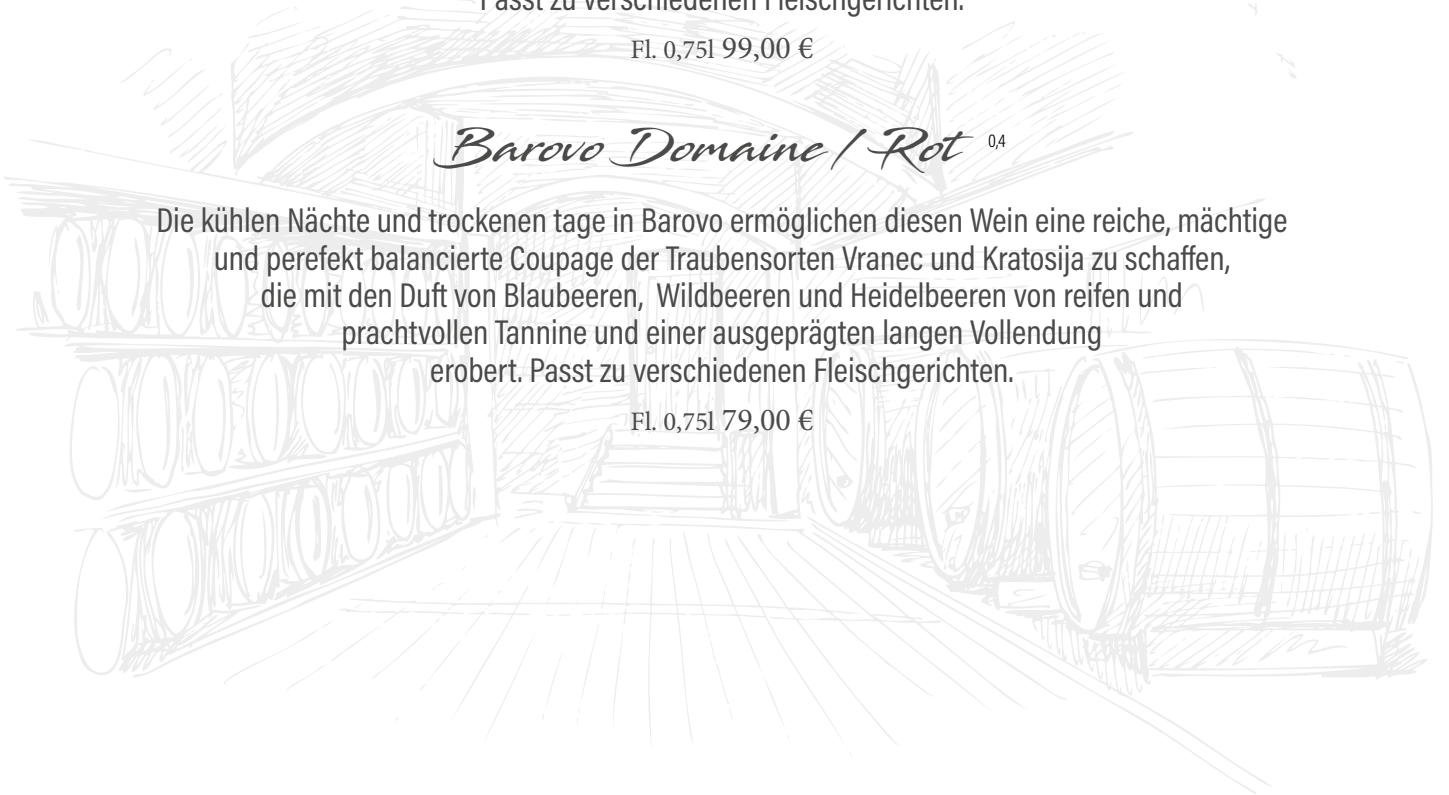 Passt zu verschiedenen Fleischgerichten.
Fl. 0,75l 99,00 €
Barovo Domaine / Rot 0,4
Die kühlen Nächte und trockenen tage in Barovo ermöglichen diesen Wein eine reiche, mächtige
und perefekt balancierte Coupage der Traubensorten Vranec und Kratosija zu schaffen,
die mit den Duft von Blaubeeren,  Wildbeeren und Heidelbeeren von reifen und
prachtvollen Tannine und einer ausgeprägten langen Vollendung
erobert. Passt zu verschiedenen Fleischgerichten.
Fl. 0,75l 79,00 €